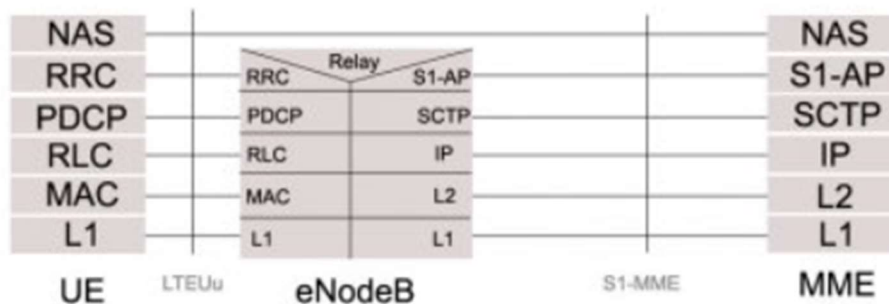 NAS NAS
Relay
RRC RRC S1-AP S1-AP
PDCP PDCP SCTP SCTP
RLC RLC IP IP
MAC MAC L2 L2
L1 L1 L1 L1
UE LTEUu eNodeB S1-MME MME